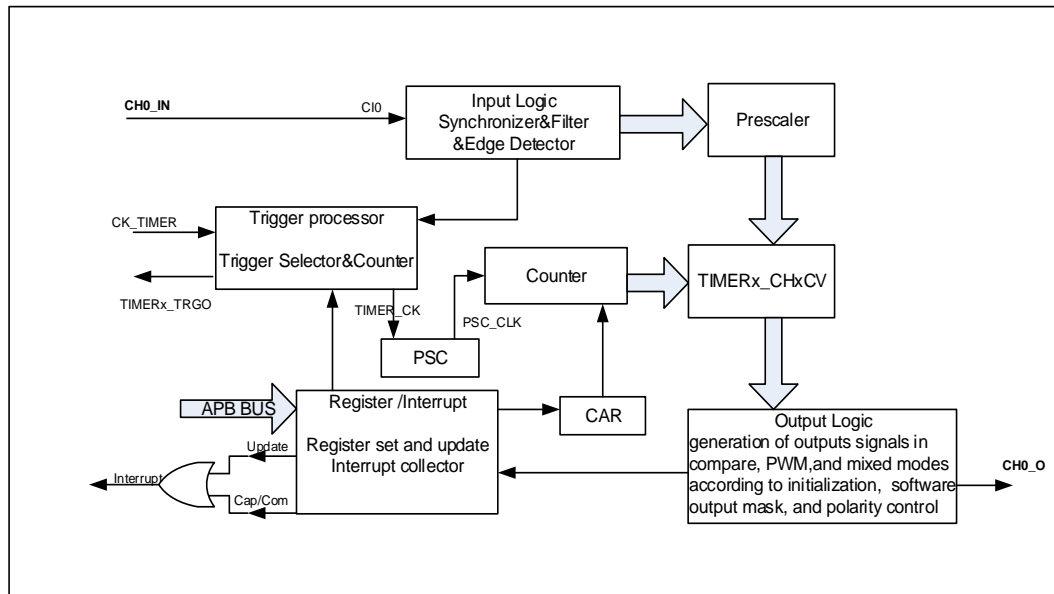 CH0_IN
CI0
Input Logic
Synchronizer&Filter
&Edge Detector
Prescaler
CK_TIMER
Trigger processor
Trigger Selector&Counter
TIMERx_TRGO
TIMER_CK
PSC_CLK
Counter
TIMERx_CHxCV
PSC
APB BUS
Register /Interrupt
Register set and update
Interrupt collector
CAR
Update
Interrupt
Cap/Com
Output Logic
generation of outputs signals in
compare, PWM,and mixed modes
according to initialization, software
output mask, and polarity control
CH0_O